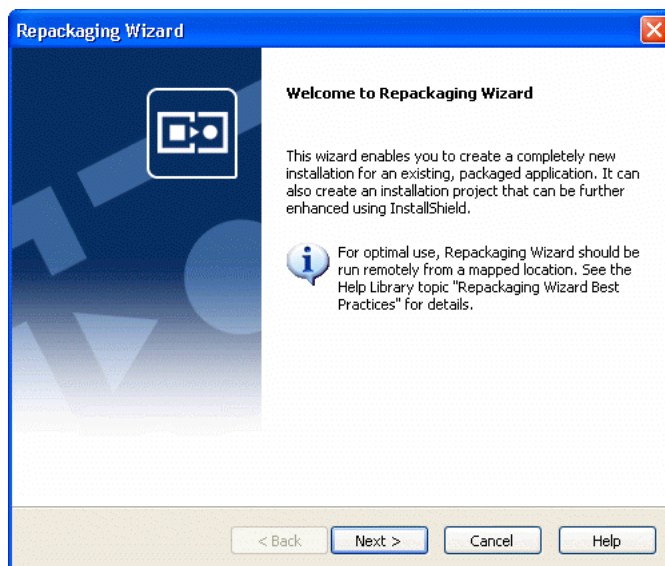 Repackaging Wizard
Welcome to Repackaging Wizard
This wizard enables you to create a completely new
installation for an existing, packaged application. It can
also create an installation project that can be further
enhanced using InstallShield.
For optimal use, Repackaging Wizard should be
run remotely from a mapped location. See the
Help Library topic "Repackaging Wizard Best
Practices" for details.
< Back Next > Cancel Help